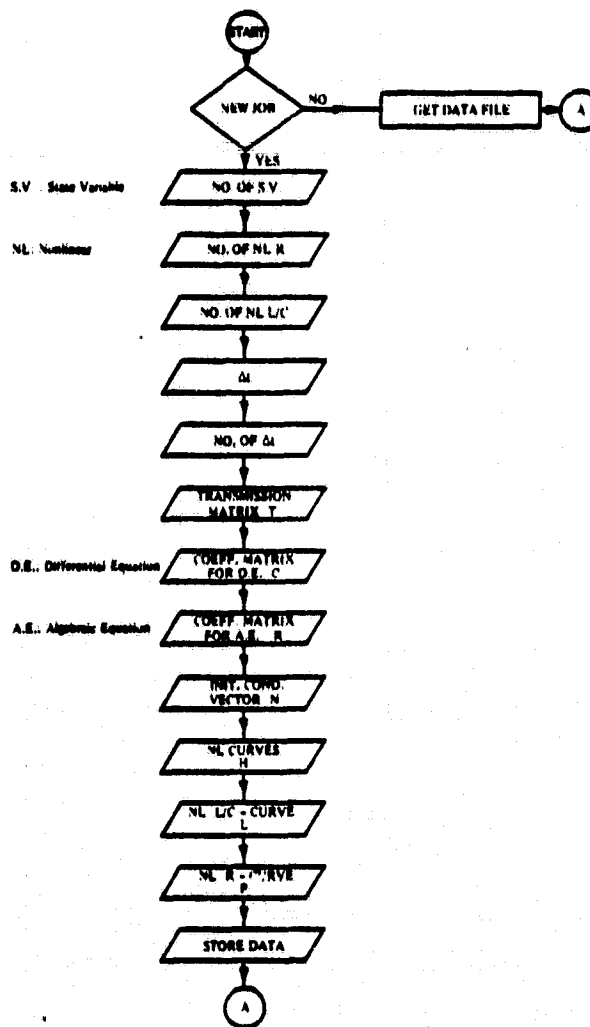 START
NEW JOB
NO
GET DATA FILE
A
YES
S.V. : State Variable
NO. OF S.V.
NL: Nonlinear
NO. OF NL R
NO. OF NL L/C
Δt
NO. OF Δt
TRANSMISSION
MATRIX T
D.E.: Differential Equation
COEFF. MATRIX
FOR D.E. C
A.E.: Algebraic Equation
COEFF. MATRIX
FOR A.E. R
INIT. COND.
VECTOR N
NL CURVES
H
NL L/C - CURVE
L
NL R - CURVE
P
STORE DATA
A